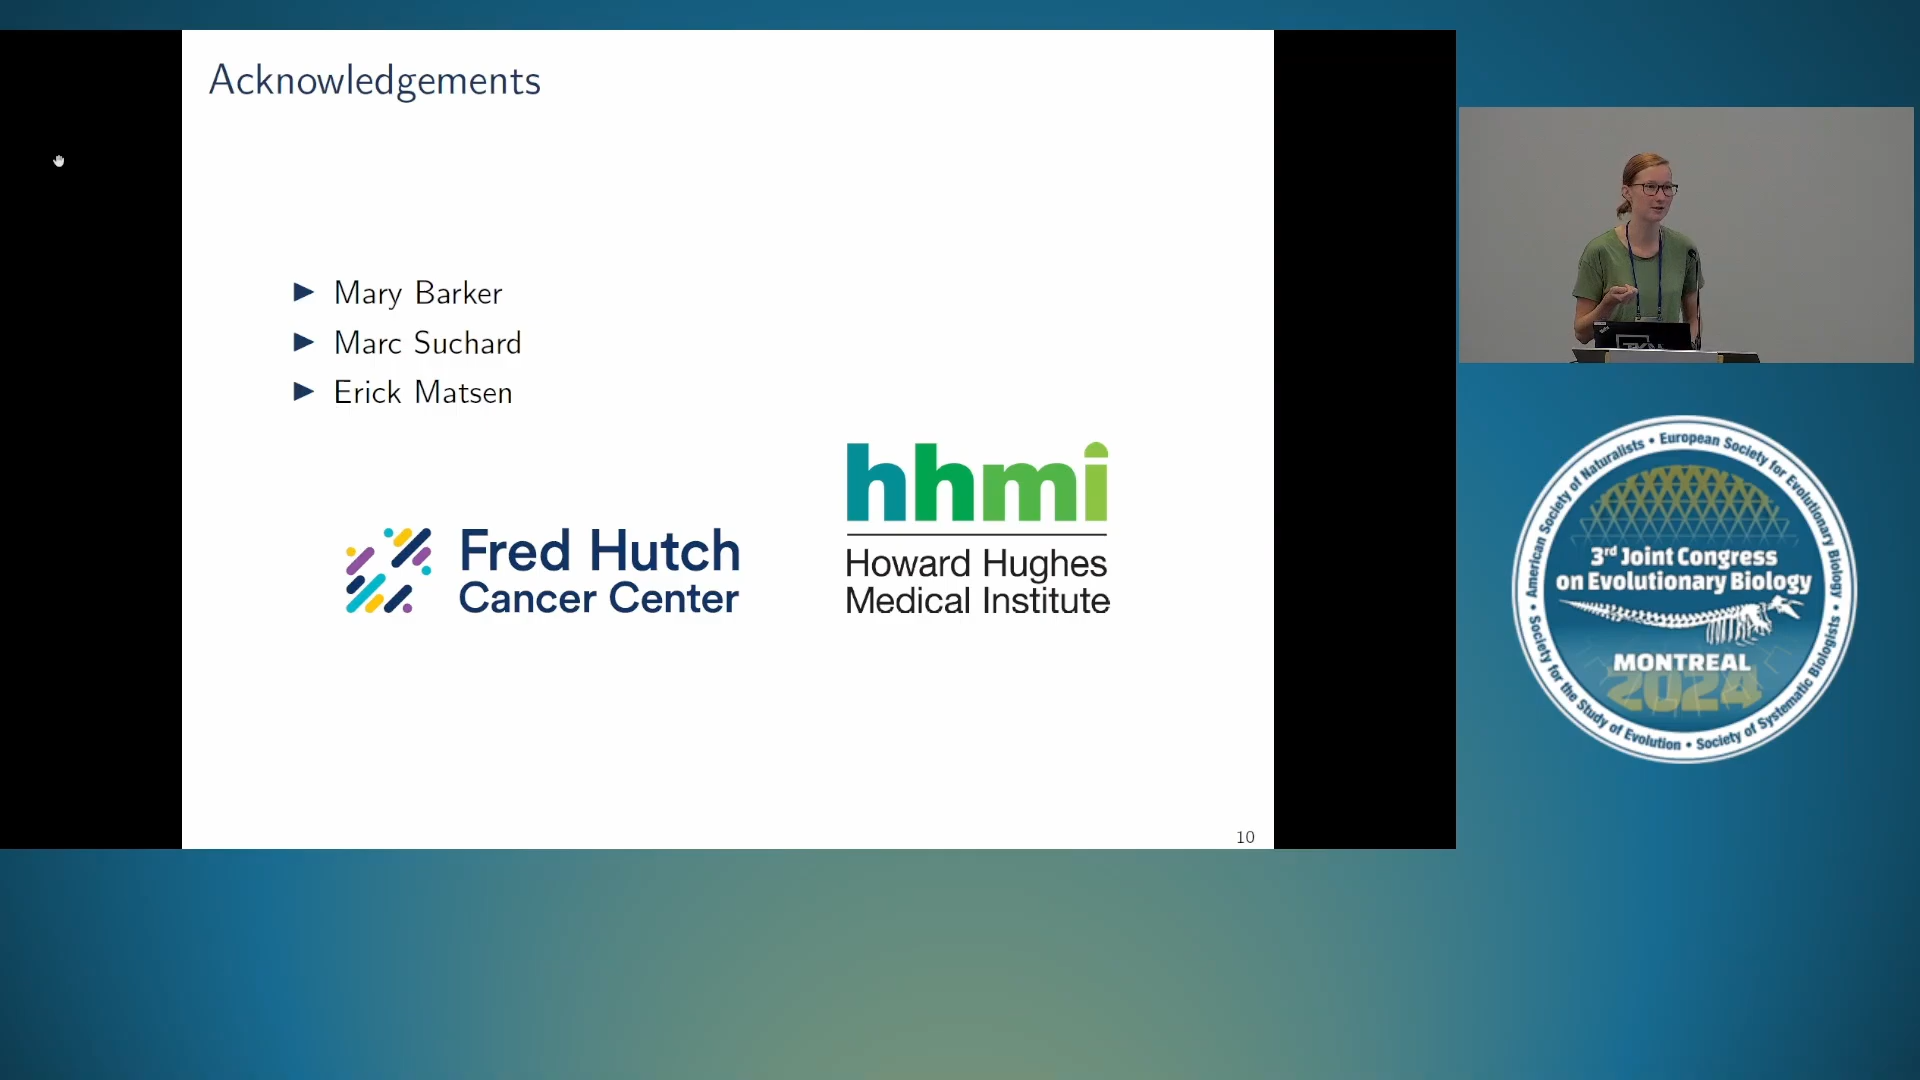 Acknowledgements
Mary Barker
Marc Suchard
Erick Matsen
Fred Hutch
Cancer Center
hhmi
Howard Hughes
Medical Institute
10
American Society of Naturalists • European Society for Evolutionary Biology •
Society for the Study of Evolution • Society of Systematic Biologists •
3rd Joint Congress
on Evolutionary Biology
MONTREAL
2024